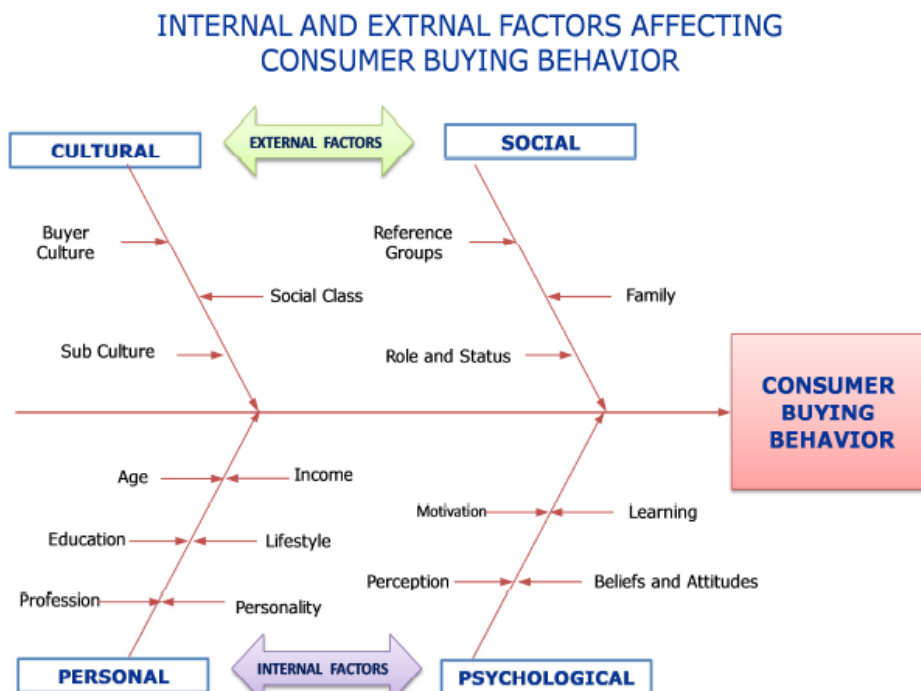 INTERNAL AND EXTRNAL FACTORS AFFECTING
CONSUMER BUYING BEHAVIOR
CULTURAL
EXTERNAL FACTORS
SOCIAL
Buyer
Culture
Reference
Groups
Social Class
Family
Sub Culture
Role and Status
CONSUMER
BUYING
BEHAVIOR
Age
Income
Motivation
Learning
Education
Lifestyle
Perception
Beliefs and Attitudes
Profession
Personality
PERSONAL
INTERNAL FACTORS
PSYCHOLOGICAL